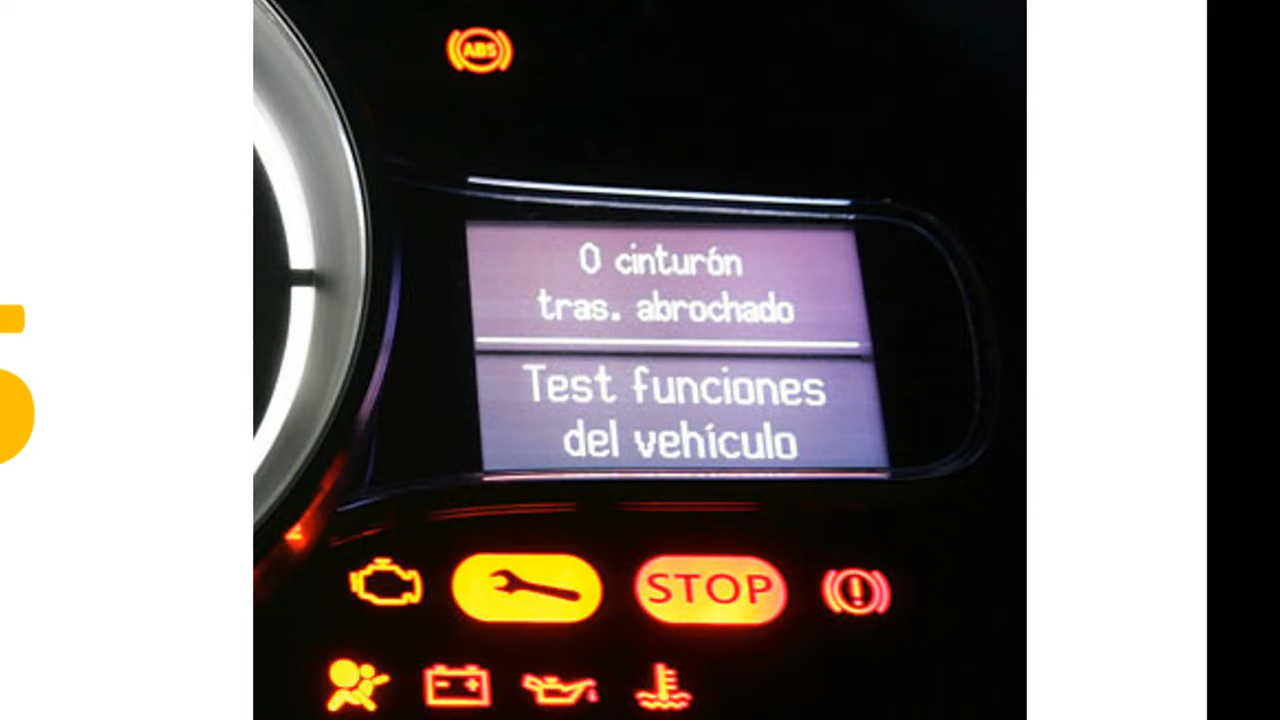 ABS
0 cinturón
tras. abrochado
Test funciones
del vehículo
STOP